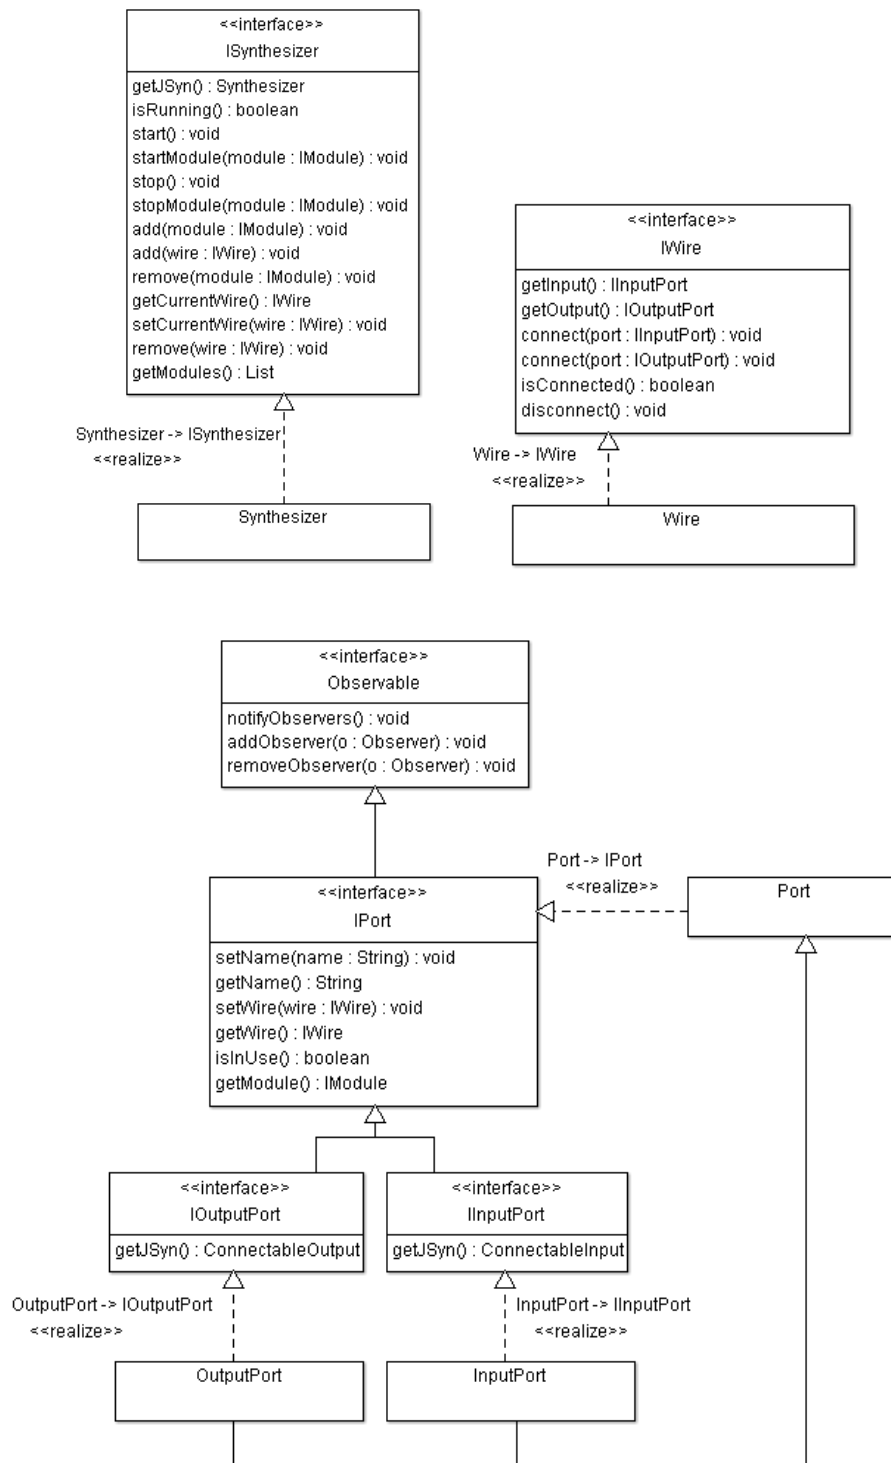 <<interface>>
ISynthesizer
getJSyn() : Synthesizer
isRunning() : boolean
start() : void
startModule(module : IModule) : void
stop() : void
stopModule(module : IModule) : void
add(module : IModule) : void
add(wire : IWire) : void
remove(module : IModule) : void
getCurrentWire() : IWire
setCurrentWire(wire : IWire) : void
remove(wire : IWire) : void
getModules() : List
Synthesizer -> ISynthesizer
<<realize>>
Synthesizer
<<interface>>
IWire
getInput() : IInputPort
getOutput() : IOutputPort
connect(port : IInputPort) : void
connect(port : IOutputPort) : void
isConnected() : boolean
disconnect() : void
Wire -> IWire
<<realize>>
Wire
<<interface>>
Observable
notifyObservers() : void
addObserver(o : Observer) : void
removeObserver(o : Observer) : void
<<interface>>
IPort
setName(name : String) : void
getName() : String
setWire(wire : IWire) : void
getWire() : IWire
isInUse() : boolean
getModule() : IModule
Port -> IPort
<<realize>>
Port
<<interface>>
IOutputPort
getJSyn() : ConnectableOutput
<<interface>>
IInputPort
getJSyn() : ConnectableInput
OutputPort -> IOutputPort
<<realize>>
InputPort -> IInputPort
<<realize>>
OutputPort
InputPort